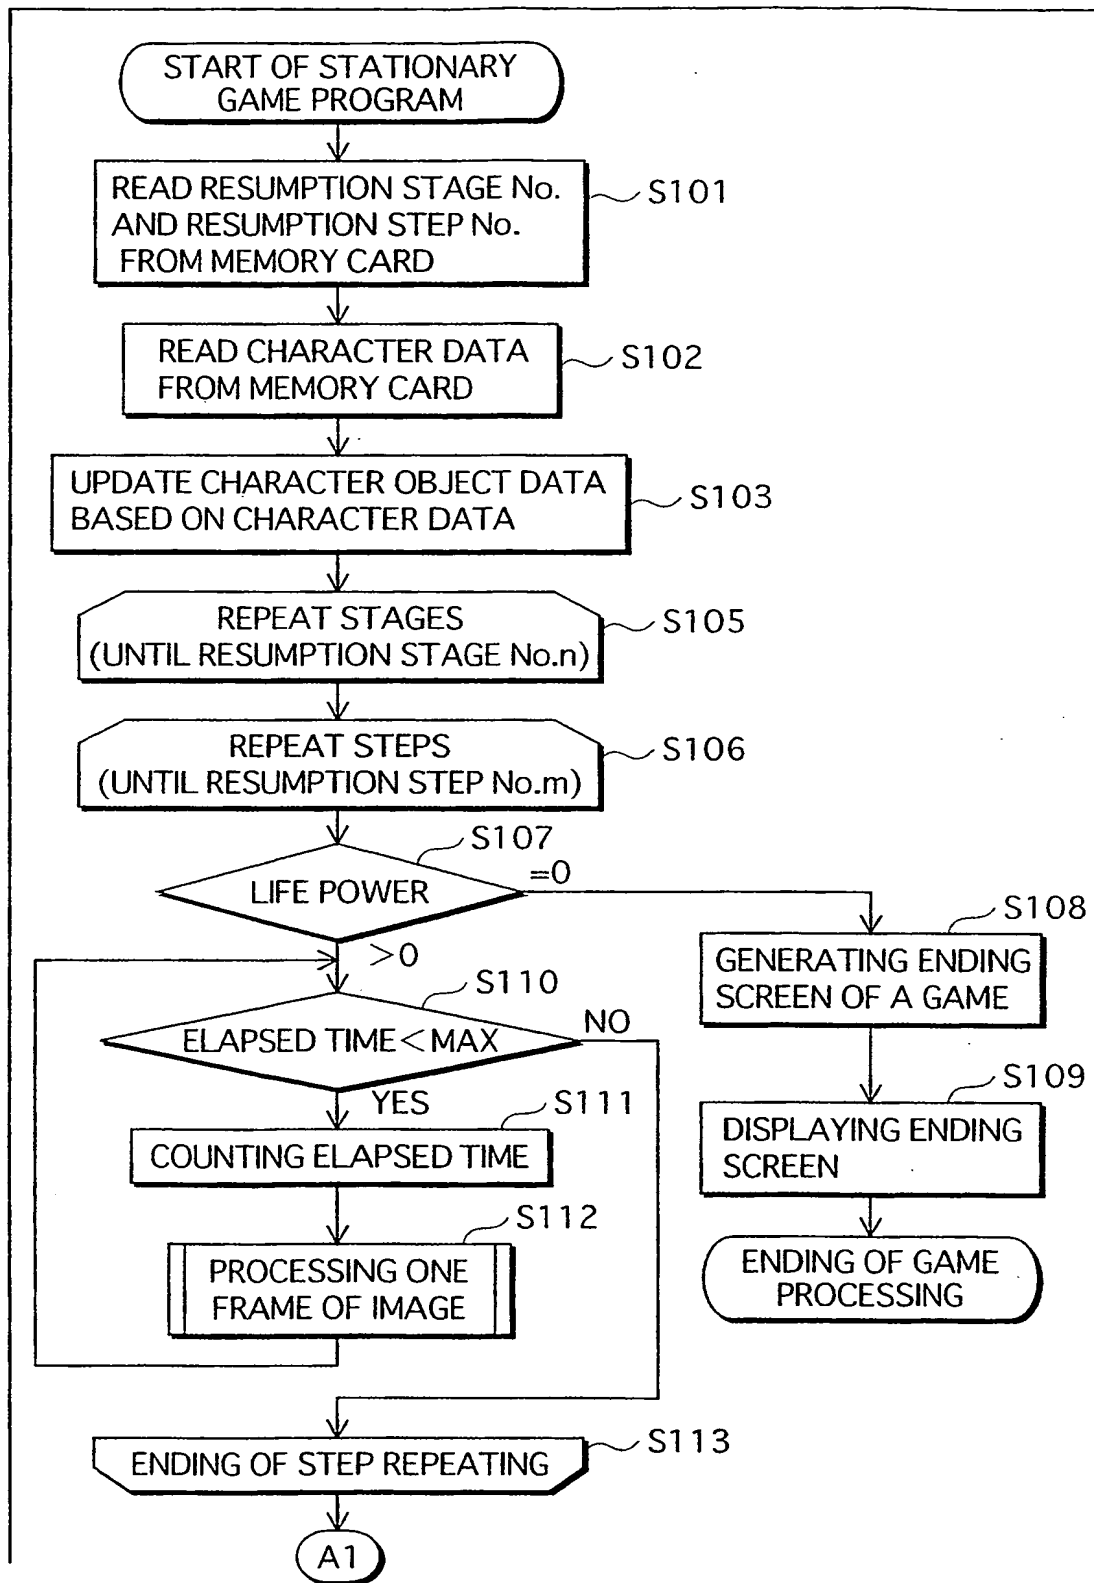 START OF STATIONARY
GAME PROGRAM
READ RESUMPTION STAGE No.
AND RESUMPTION STEP No.
FROM MEMORY CARD
S101
READ CHARACTER DATA
FROM MEMORY CARD
S102
UPDATE CHARACTER OBJECT DATA
BASED ON CHARACTER DATA
S103
REPEAT STAGES
(UNTIL RESUMPTION STAGE No.n)
S105
REPEAT STEPS
(UNTIL RESUMPTION STEP No.m)
S106
S107
LIFE POWER
=0
>0
S108
GENERATING ENDING
SCREEN OF A GAME
S110
ELAPSED TIME<MAX
NO
YES
S109
DISPLAYING ENDING
SCREEN
S111
COUNTING ELAPSED TIME
S112
PROCESSING ONE
FRAME OF IMAGE
ENDING OF GAME
PROCESSING
ENDING OF STEP REPEATING
S113
A1